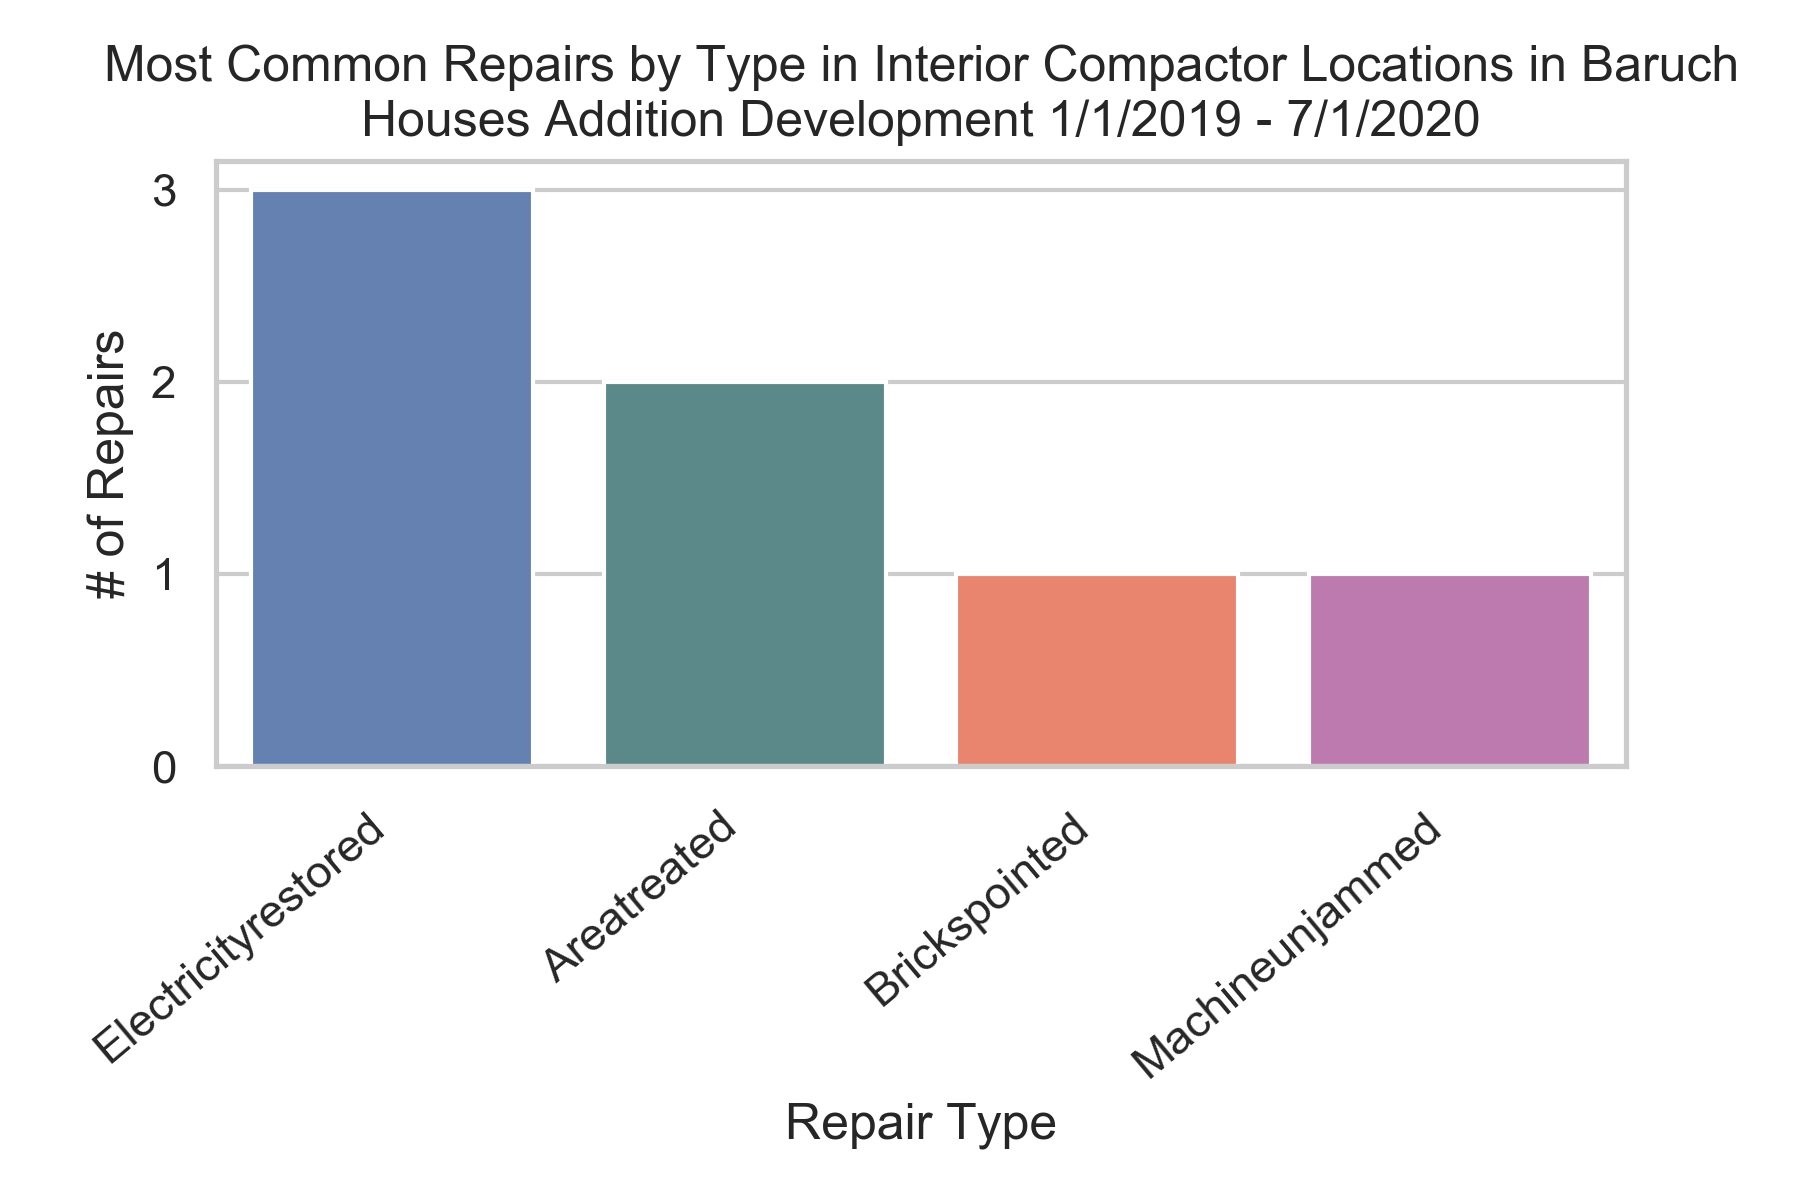 Most Common Repairs by Type in Interior Compactor Locations in Baruch
Houses Addition Development 1/1/2019 - 7/1/2020
3
2
1
0
# of Repairs
Electricityrestored
Areatreated
Brickspointed
Machineunjammed
Repair Type